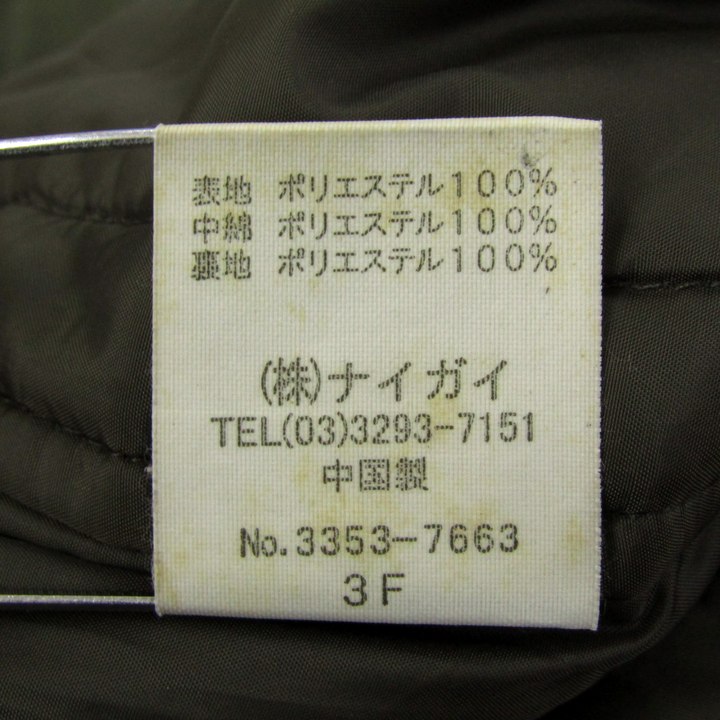 表地 ポリエステル100%
中綿 ポリエステル100%
裏地 ポリエステル100%
(株)ナイガイ
TEL(03)3293-7151
中国製
No.3353-7663
3F